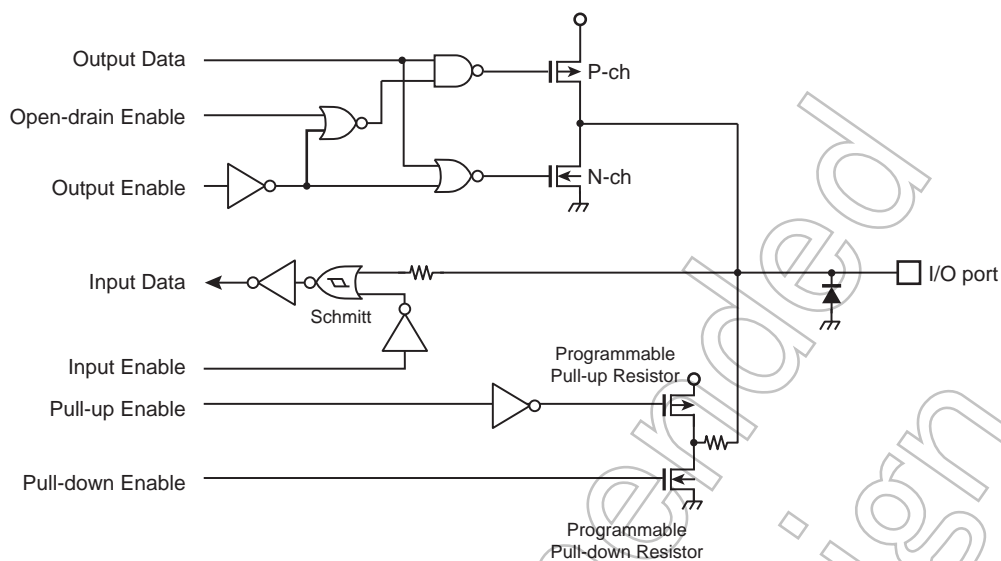 Output Data
P-ch
Open-drain Enable
Output Enable
N-ch
Input Data
Schmitt
I/O port
Input Enable
Programmable
Pull-up Resistor
Pull-up Enable
Pull-down Enable
Programmable
Pull-down Resistor